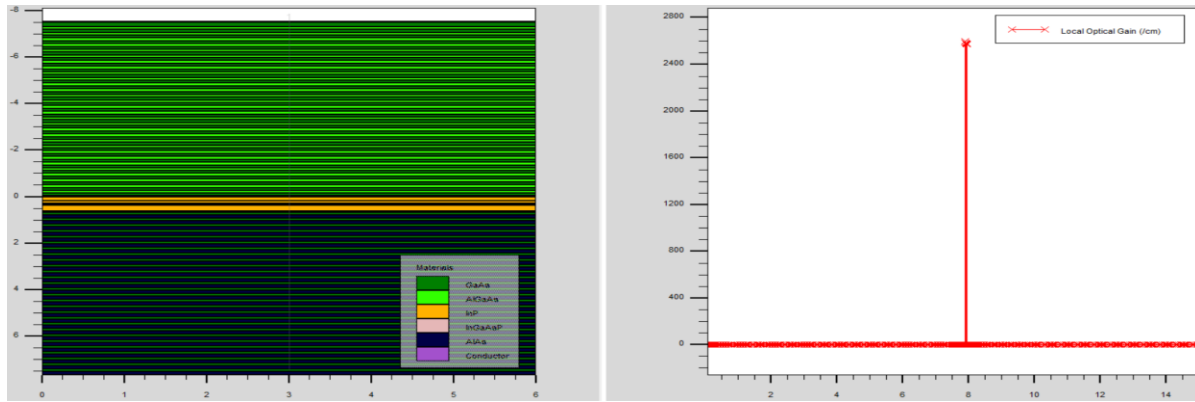 -8
-6
-4
-2
0
2
4
6
0 1 2 3 4 5 6
Materials
GaAs
AlGaAs
InP
InGaAsP
AlAs
Conductor
2800
2400
2000
1600
1200
800
400
0
2 4 6 8 10 12 14
Local Optical Gain (/cm)